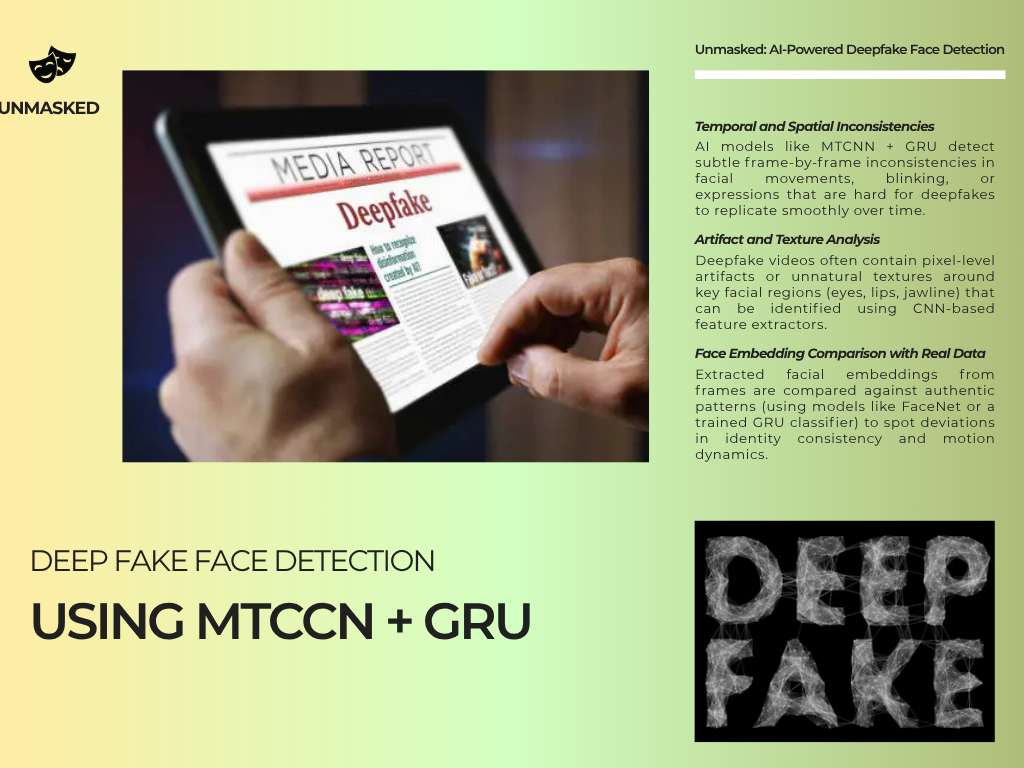 UNMASKED
Unmasked: AI-Powered Deepfake Face Detection
MEDIA REPORT
Deepfake
How to recognize
disinformation
created by AI?
deep fake
Temporal and Spatial Inconsistencies
AI models like MTCNN + GRU detect
subtle frame-by-frame inconsistencies in
facial movements, blinking, or
expressions that are hard for deepfakes
to replicate smoothly over time.
Artifact and Texture Analysis
Deepfake videos often contain pixel-level
artifacts or unnatural textures around
key facial regions (eyes, lips, jawline) that
can be identified using CNN-based
feature extractors.
Face Embedding Comparison with Real Data
Extracted facial embeddings from
frames are compared against authentic
patterns (using models like FaceNet or a
trained GRU classifier) to spot deviations
in identity consistency and motion
dynamics.
DEEP FAKE FACE DETECTION
USING MTCCN + GRU
DEEP
FAKE